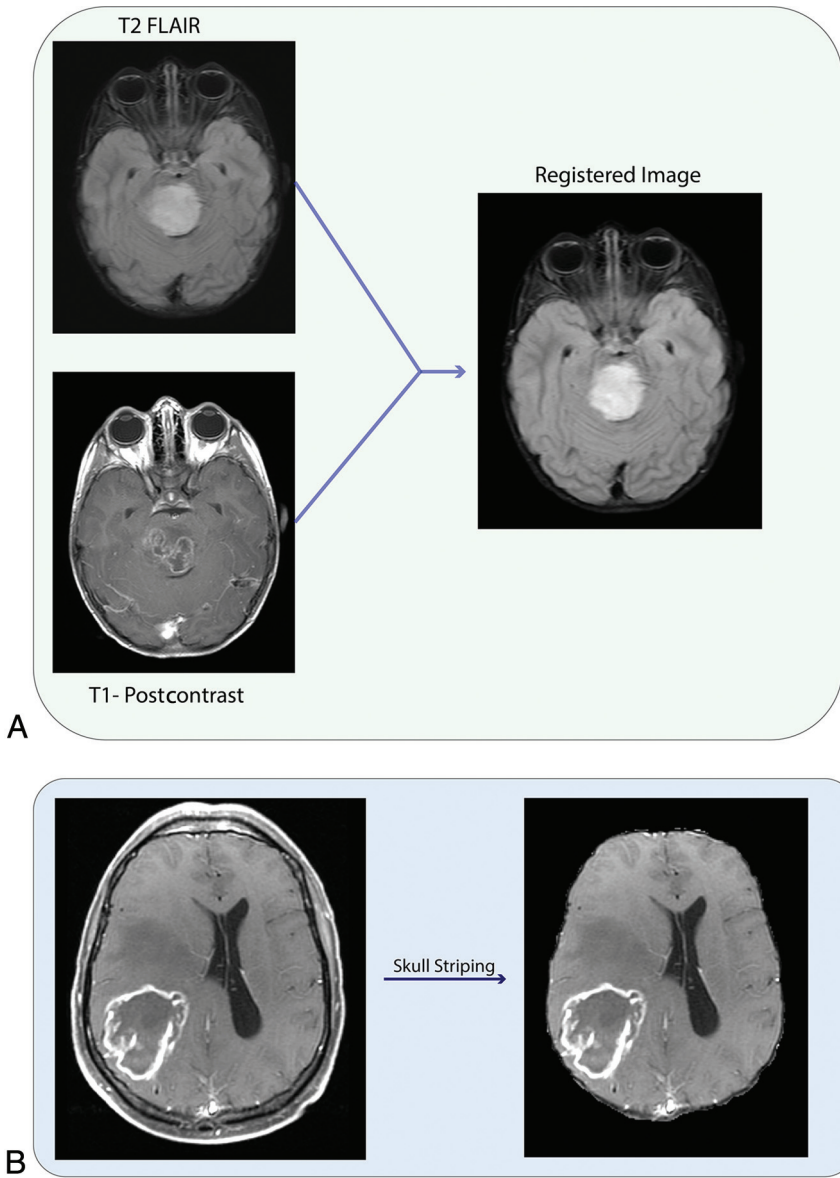 T2 FLAIR
Registered Image
T1- Postcontrast
A
Skull Striping
B